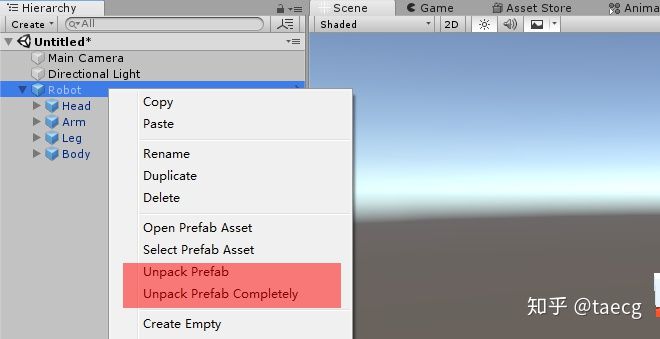 Hierarchy
Create
All
Untitled*
Main Camera
Directional Light
Robot
Head
Arm
Leg
Body
Copy
Paste
Rename
Duplicate
Delete
Open Prefab Asset
Select Prefab Asset
Unpack Prefab
Unpack Prefab Completely
Create Empty
Scene
Game
Asset Store
Anima
Shaded
2D
知乎 @taecg